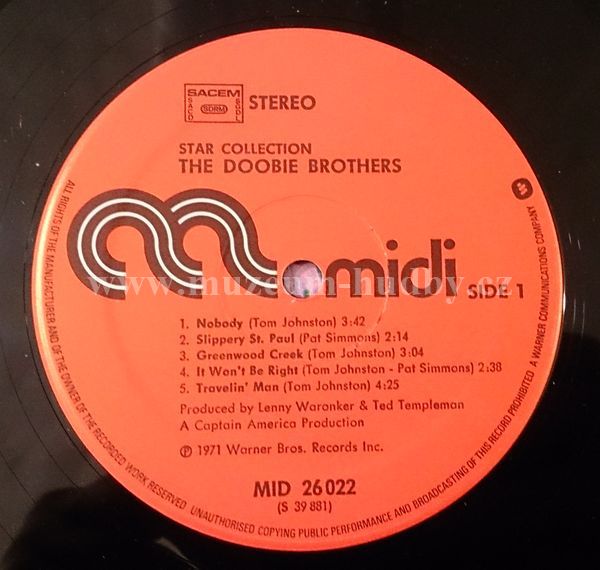 SACEM
SACD SDRM SGDL
STEREO
STAR COLLECTION
THE DOOBIE BROTHERS
midi
SIDE 1
www.muzeum-hudby.cz
1. Nobody (Tom Johnston) 3:42
2. Slippery St. Paul (Pat Simmons) 2:14
3. Greenwood Creek (Tom Johnston) 3:04
4. It Won't Be Right (Tom Johnston - Pat Simmons) 2:38
5. Travelin' Man (Tom Johnston) 4:25
Produced by Lenny Waronker & Ted Templeman
A Captain America Production
℗ 1971 Warner Bros. Records Inc.
MID 26 022
(S 39 881)
ALL RIGHTS OF THE MANUFACTURER AND OF THE OWNER OF THE RECORDED WORK RESERVED UNAUTHORISED COPYING PUBLIC PERFORMANCE AND BROADCASTING OF THIS RECORD PROHIBITED A WARNER COMMUNICATIONS COMPANY